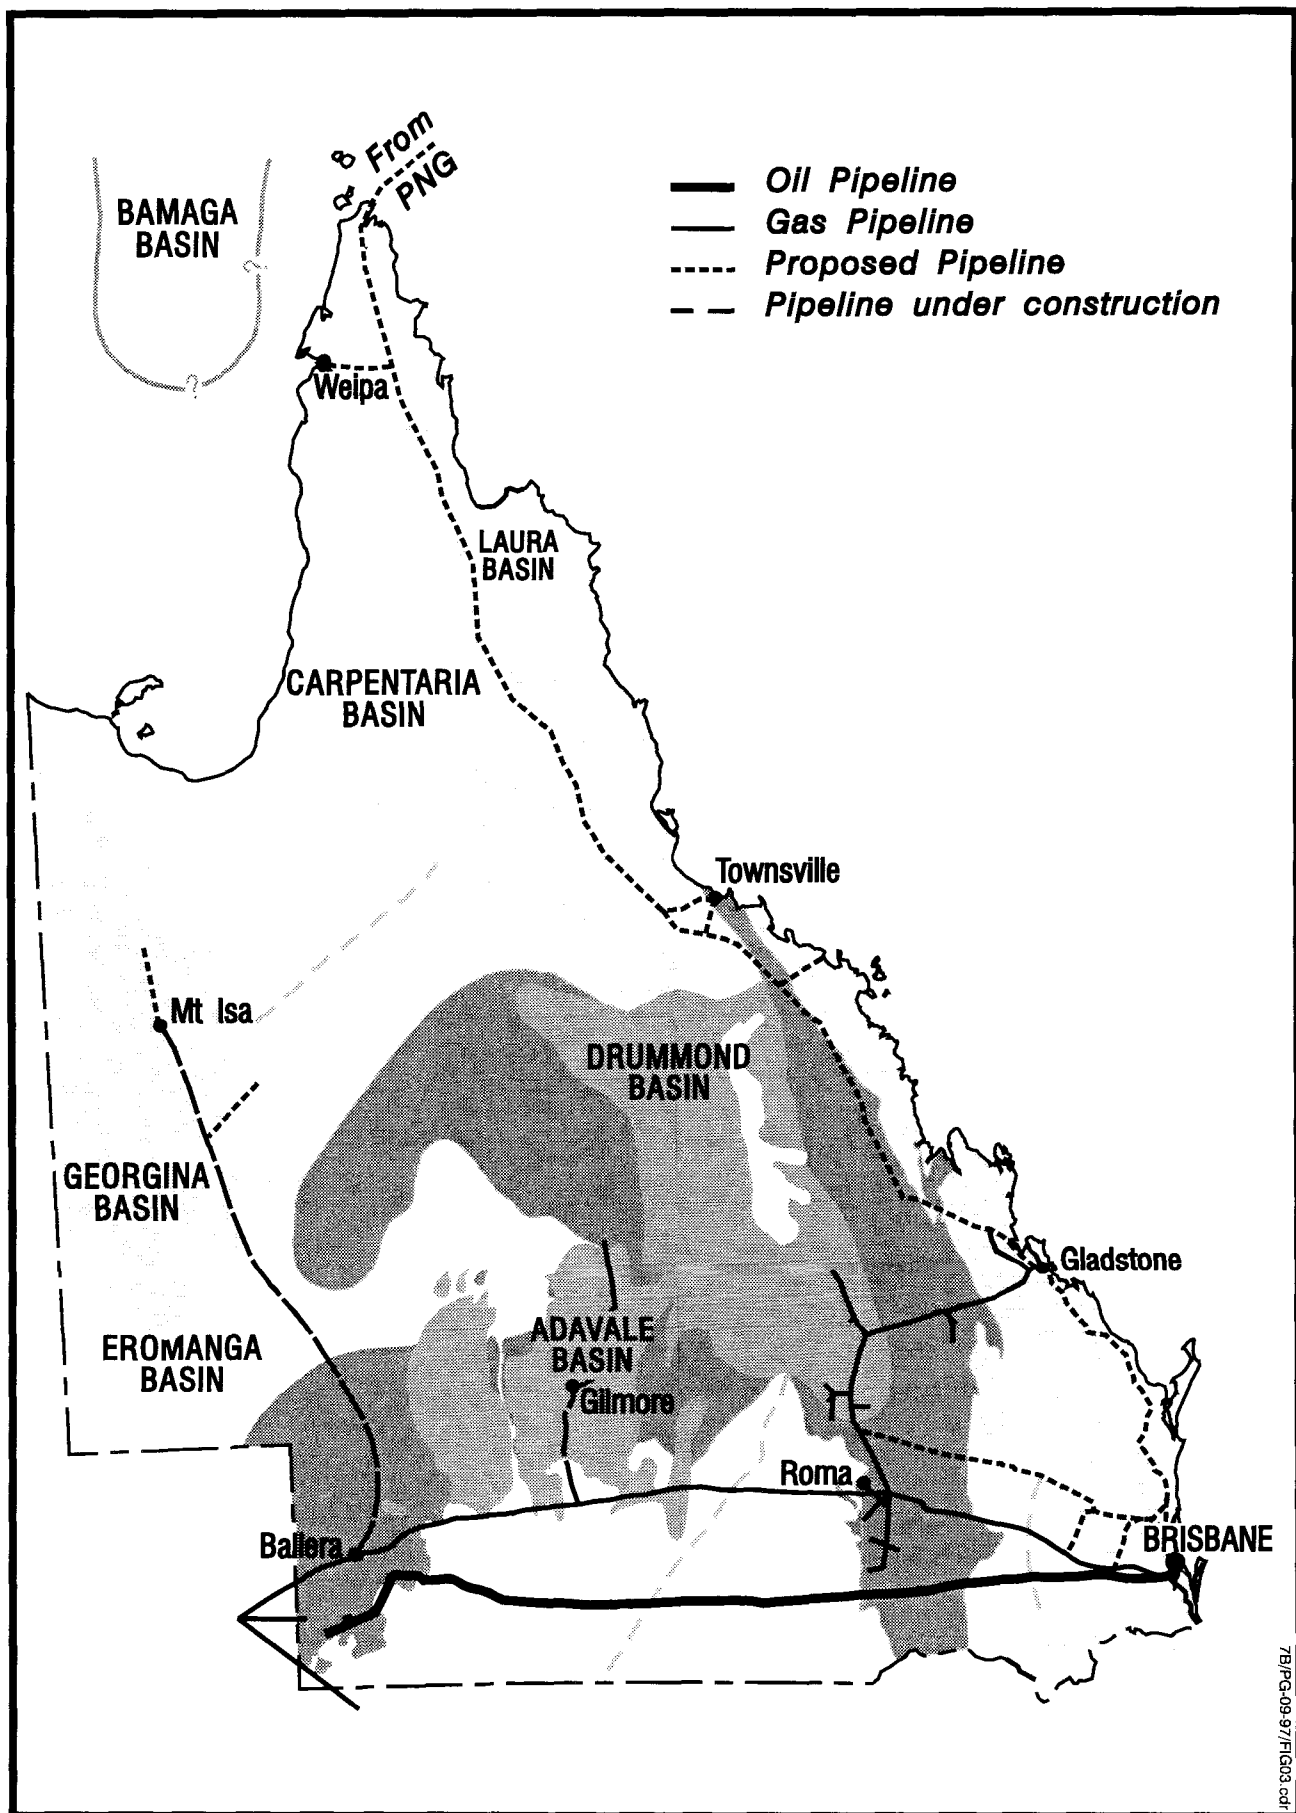 From
PNG
BAMAGA
BASIN
Oil Pipeline
Gas Pipeline
Proposed Pipeline
Pipeline under construction
?
?
Weipa
LAURA
BASIN
CARPENTARIA
BASIN
Townsville
Mt Isa
DRUMMOND
BASIN
GEORGINA
BASIN
Gladstone
ADAVALE
BASIN
EROMANGA
BASIN
Gilmore
Roma
Ballera
BRISBANE
7B/PG-09-97/FIG03.cdr